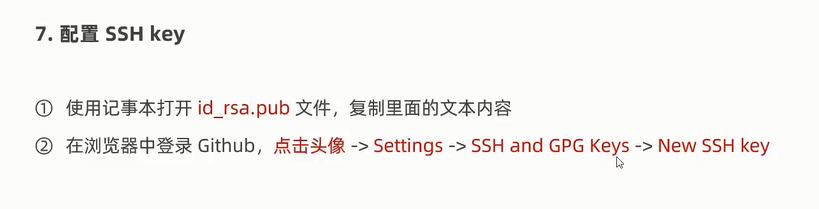 7. 配置 SSH key
① 使用记事本打开 id_rsa.pub 文件，复制里面的文本内容
② 在浏览器中登录 Github，点击头像 -> Settings -> SSH and GPG Keys -> New SSH key